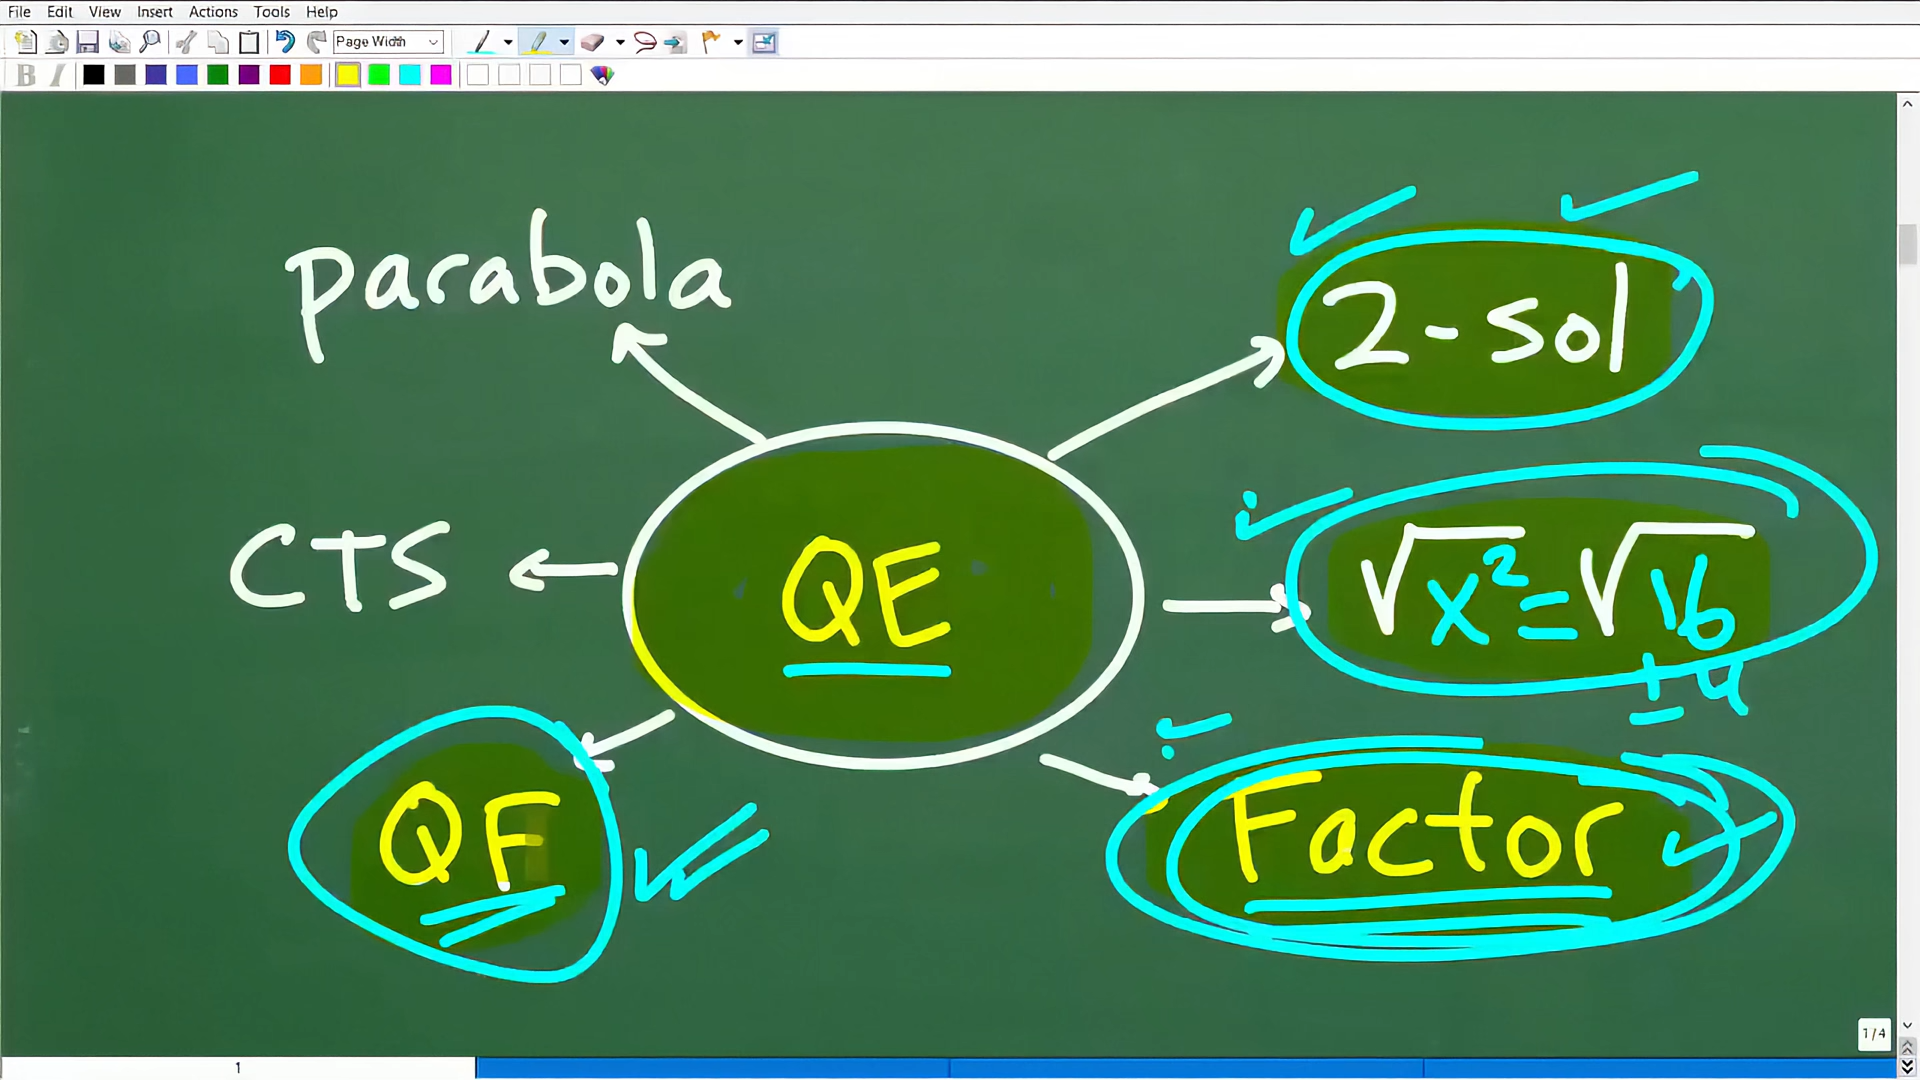 File Edit View Insert Actions Tools Help
Page Width
B I
parabola
2-sol
CTS
QE
√x²=√16
±4
QF
Factor
1/4
1